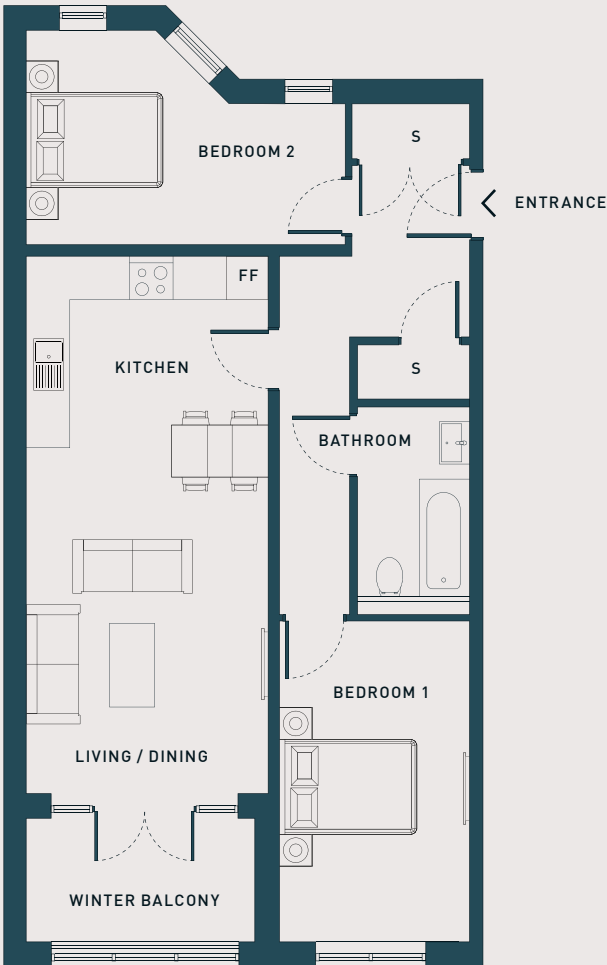 S
BEDROOM 2
ENTRANCE
FF
KITCHEN
S
BATHROOM
BEDROOM 1
LIVING / DINING
WINTER BALCONY